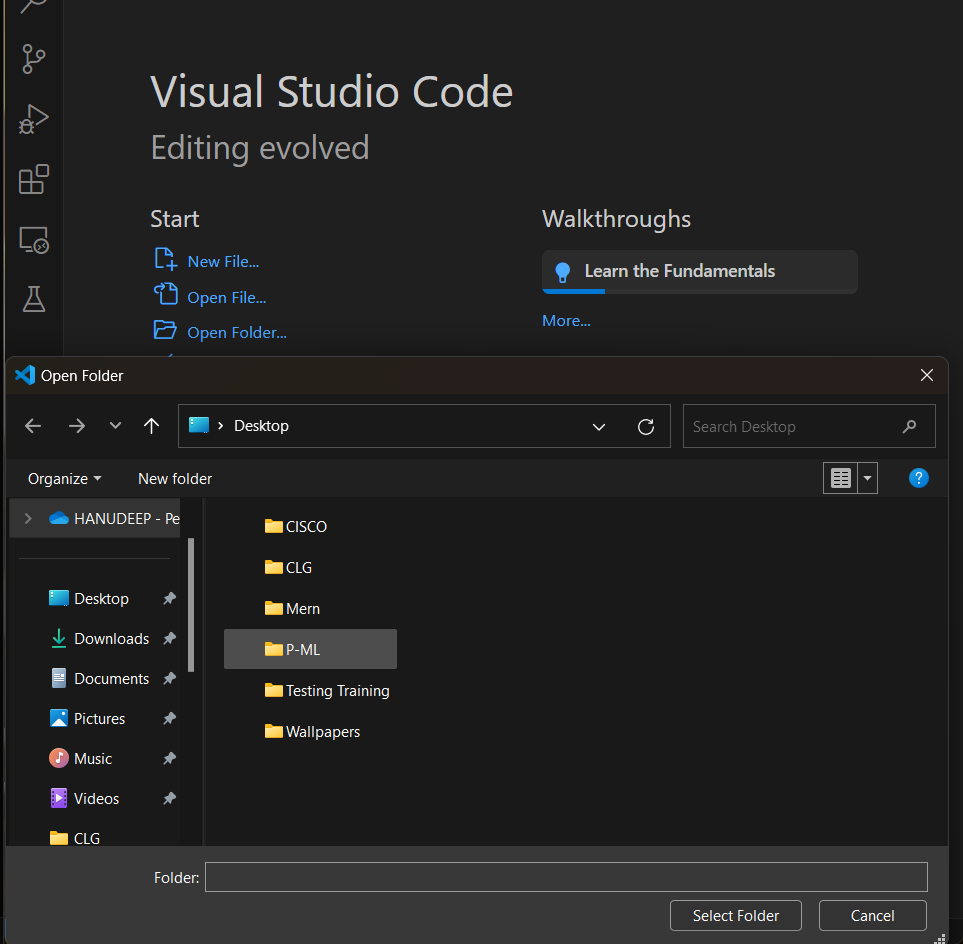 Visual Studio Code
Editing evolved
Start
New File...
Open File...
Open Folder...
Walkthroughs
Learn the Fundamentals
More...
Open Folder
Desktop
Search Desktop
Organize
New folder
?
HANUDEEP - Pe
Desktop
Downloads
Documents
Pictures
Music
Videos
CLG
CISCO
CLG
Mern
P-ML
Testing Training
Wallpapers
Folder:
Select Folder
Cancel